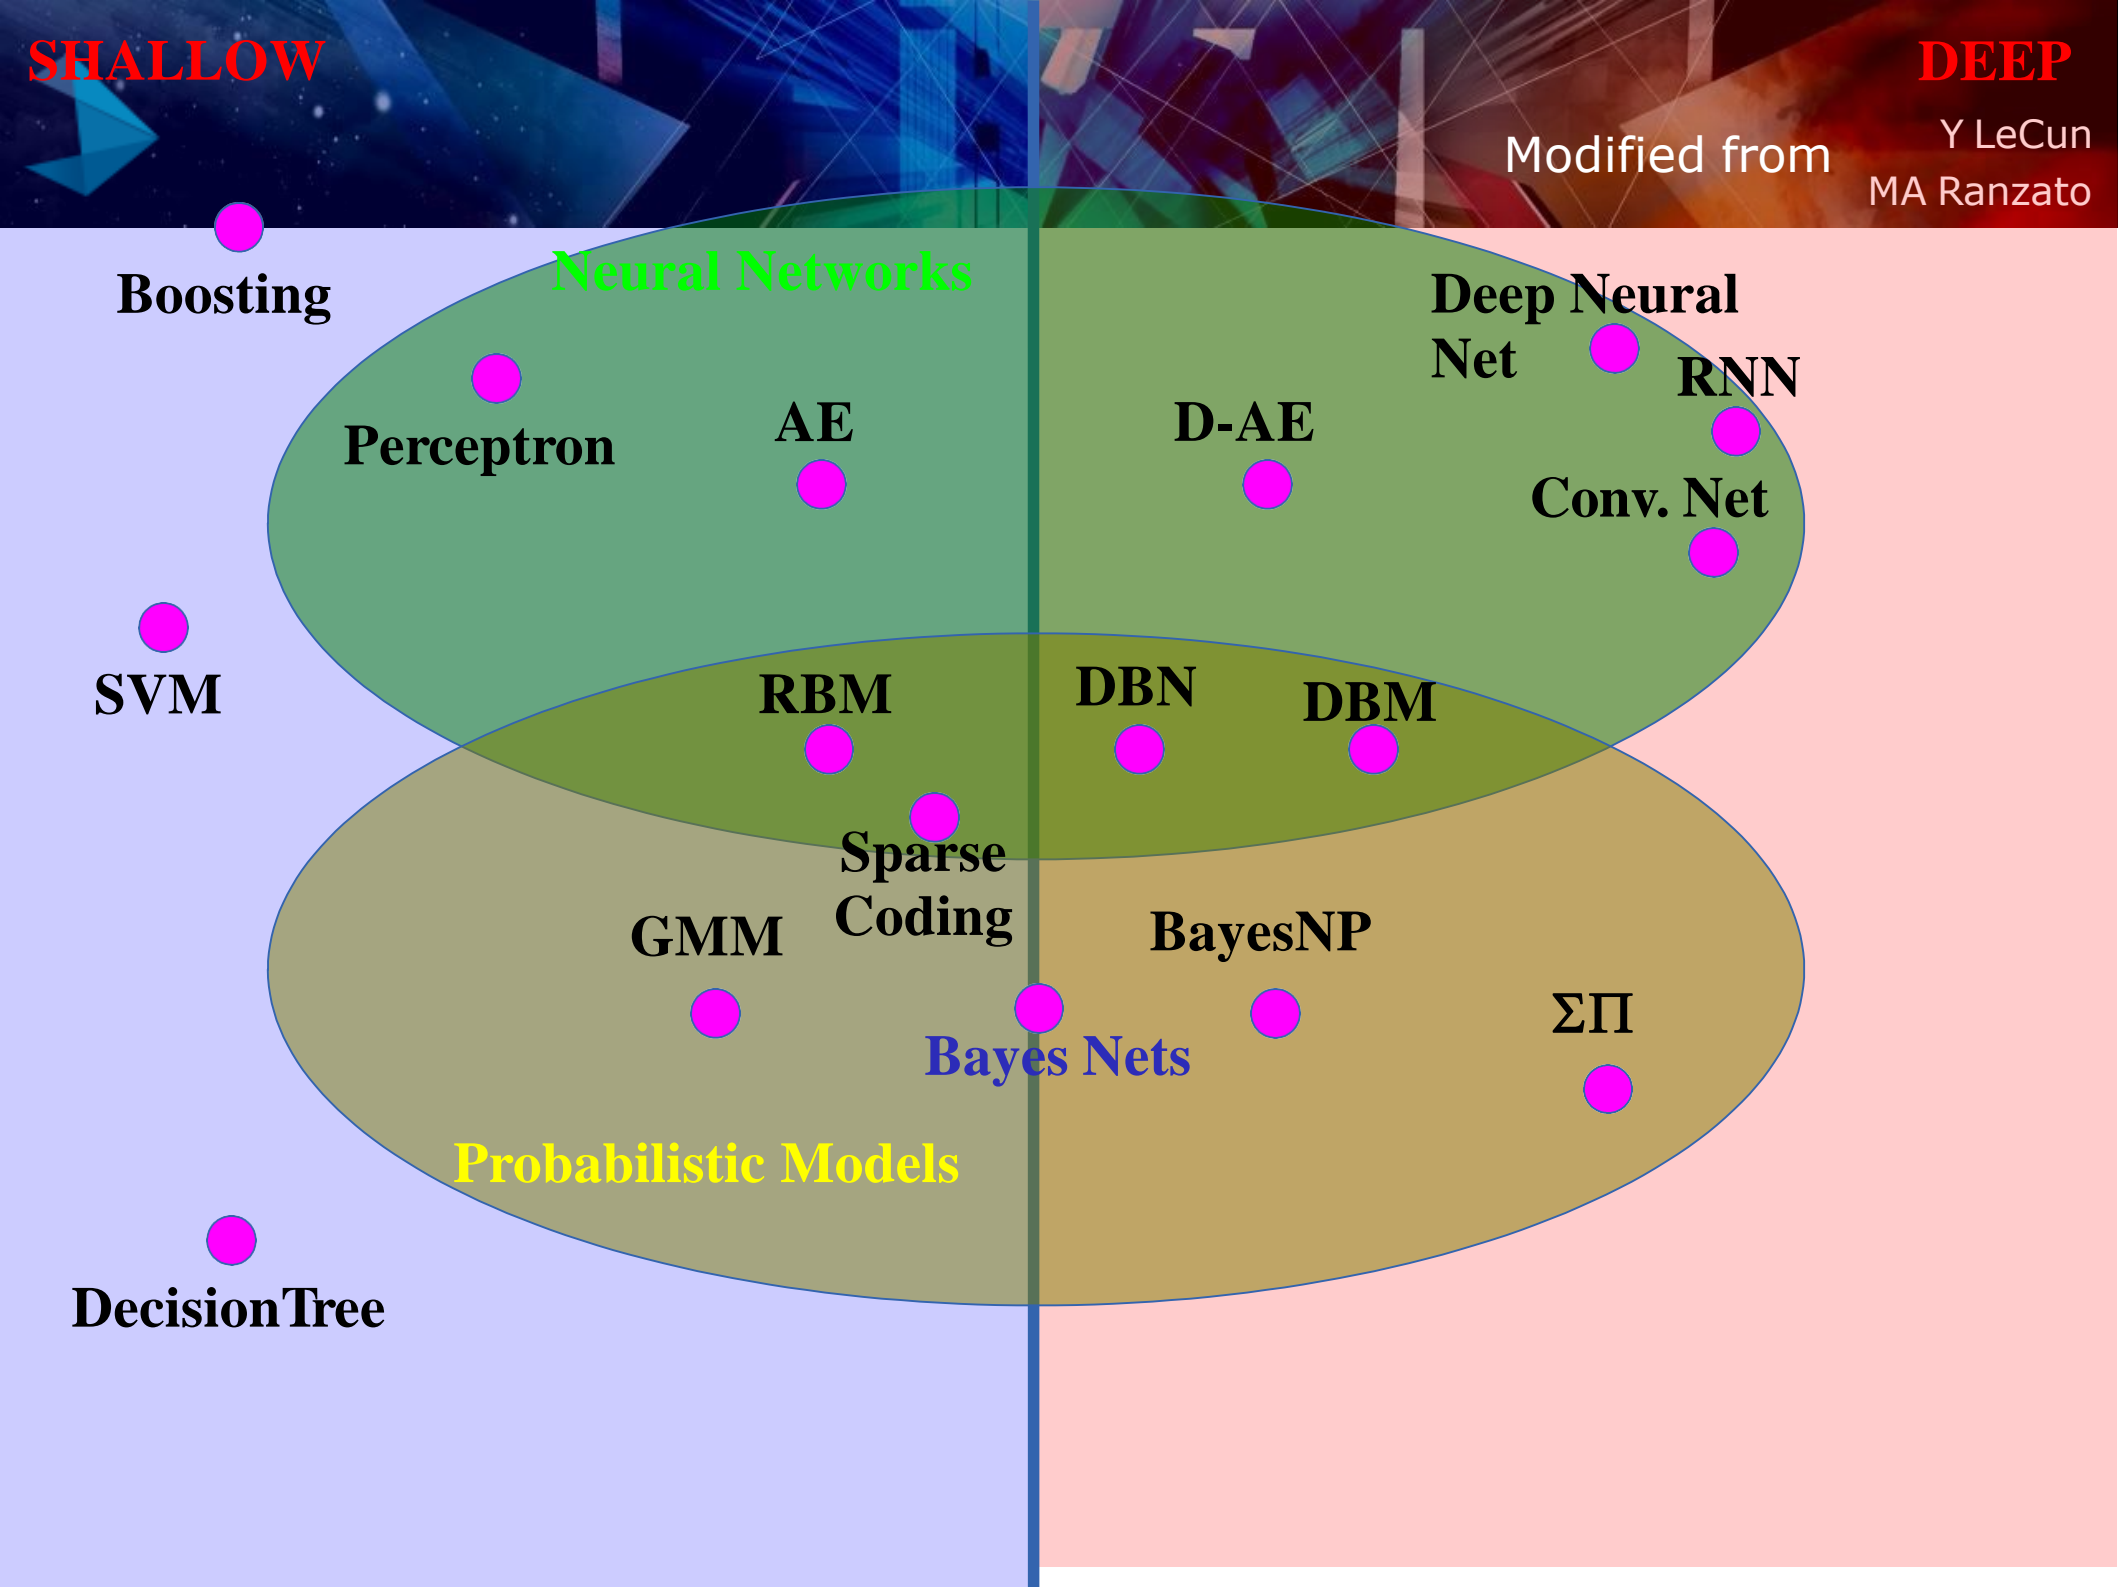 SHALLOW
DEEP
Modified from
Y LeCun
MA Ranzato
Boosting
Neural Networks
Deep Neural
Net
RNN
Perceptron
AE
D-AE
Conv. Net
SVM
RBM
DBN
DBM
Sparse
Coding
GMM
BayesNP
ΣΠ
Bayes Nets
Probabilistic Models
DecisionTree